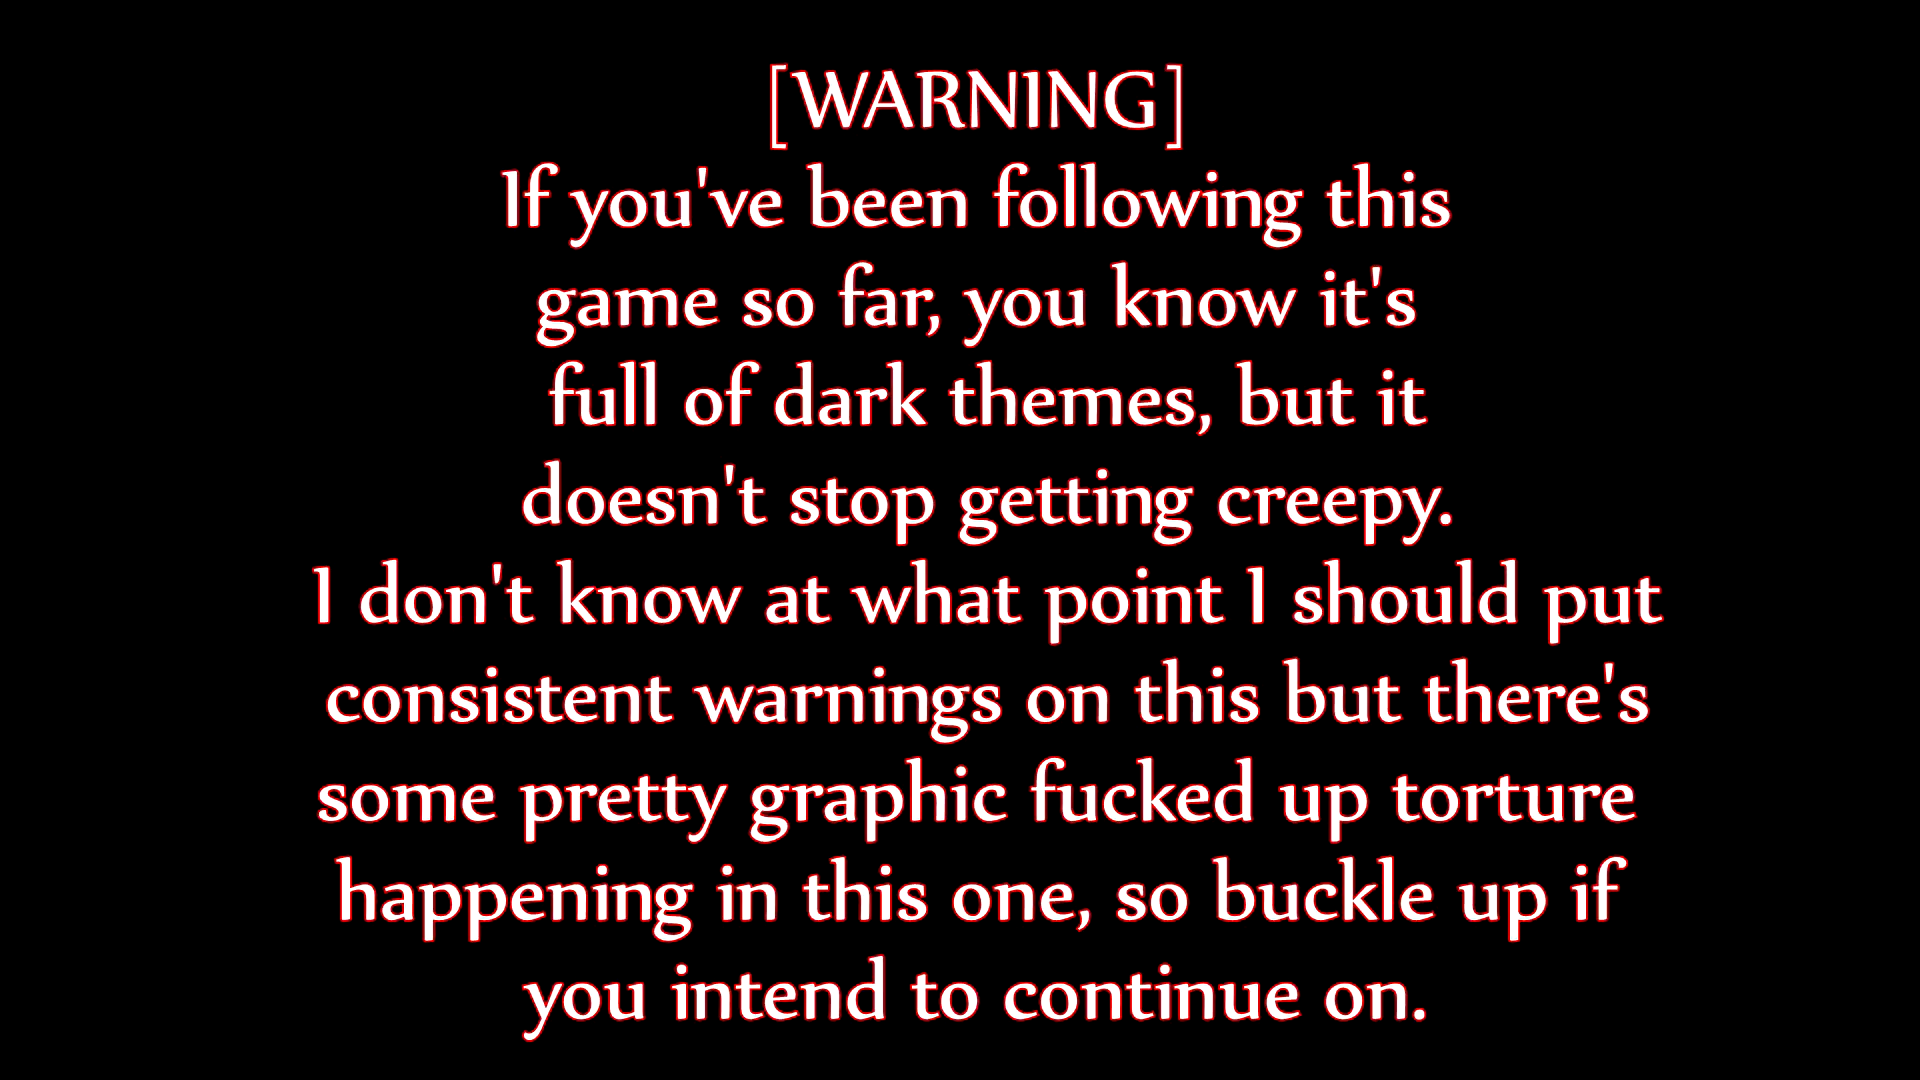 [WARNING]
If you've been following this
game so far, you know it's
full of dark themes, but it
doesn't stop getting creepy.
I don't know at what point I should put
consistent warnings on this but there's
some pretty graphic fucked up torture
happening in this one, so buckle up if
you intend to continue on.